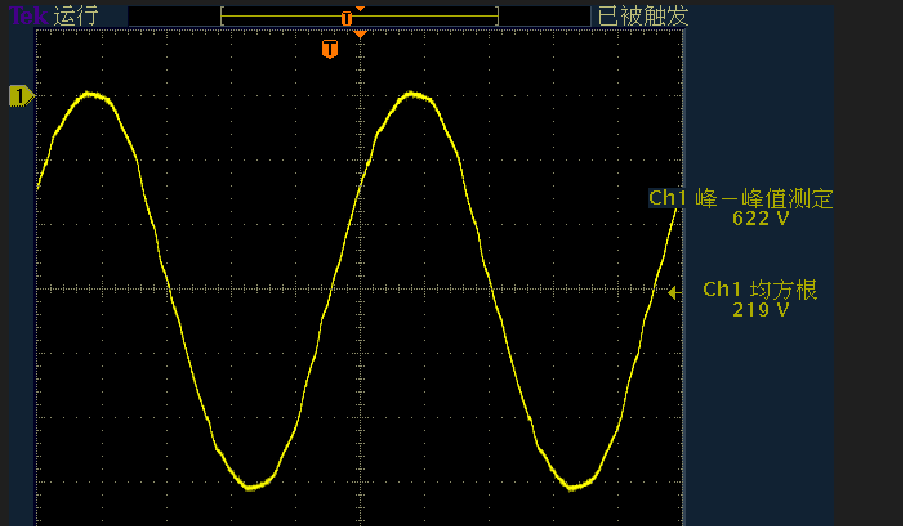 Tek 运行
T
已被触发
T
1
Ch1 峰-峰值测定
622 V
Ch1 均方根
219 V